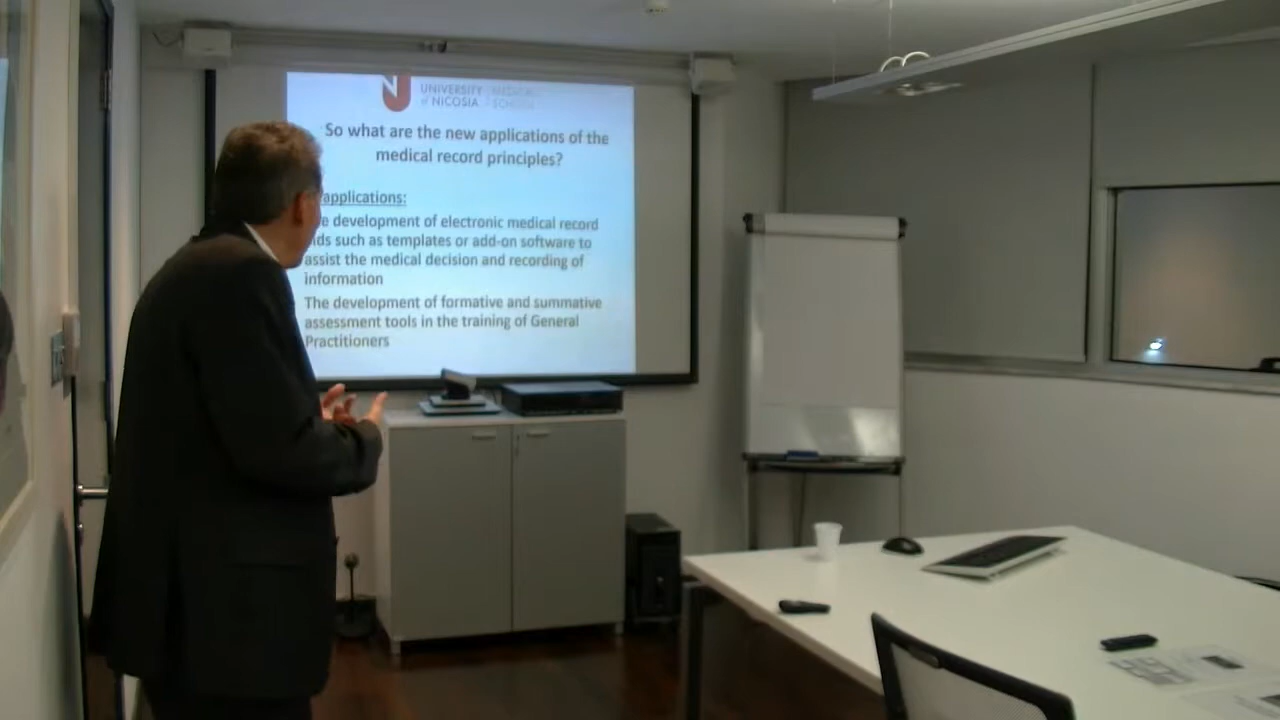 UNIVERSITY
of NICOSIA
MEDICAL
SCHOOL
So what are the new applications of the
medical record principles?
applications:
development of electronic medical record
such as templates or add-on software to
assist the medical decision and recording of
information
The development of formative and summative
assessment tools in the training of General
Practitioners